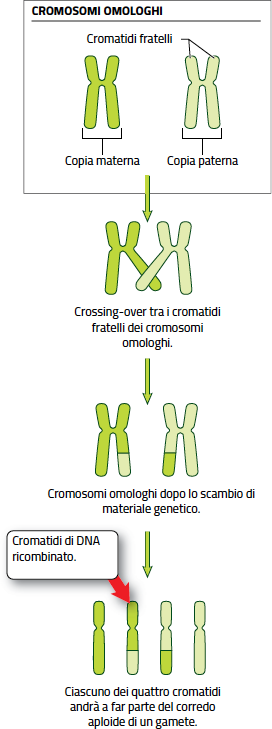 CROMOSOMI OMOLOGHI
Cromatidi fratelli
Copia materna
Copia paterna
Crossing-over tra i cromatidi
fratelli dei cromosomi
omologhi.
Cromosomi omologhi dopo lo scambio di
materiale genetico.
Cromatidi di DNA
ricombinato.
Ciascuno dei quattro cromatidi
andrà a far parte del corredo
aploide di un gamete.